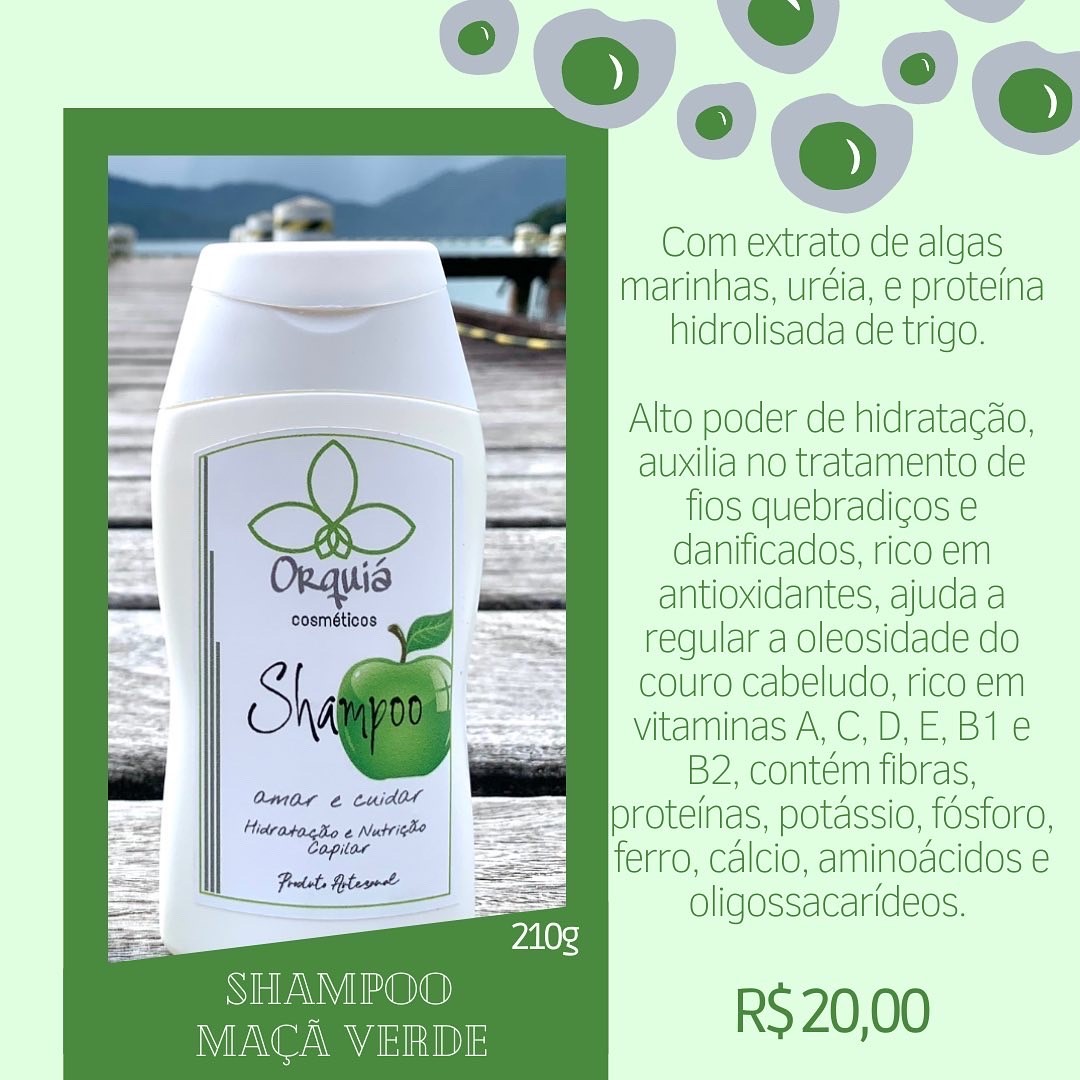 Com extrato de algas
marinhas, uréia, e proteína
hidrolisada de trigo.
Alto poder de hidratação,
auxilia no tratamento de
fios quebradiços e
danificados, rico em
antioxidantes, ajuda a
regular a oleosidade do
couro cabeludo, rico em
vitaminas A, C, D, E, B1 e
B2, contém fibras,
proteínas, potássio, fósforo,
ferro, cálcio, aminoácidos e
oligossacarídeos.
R$ 20,00
Orquiá
cosméticos
Shampoo
amar e cuidar
Hidratação e Nutrição
Capilar
Produto Artesanal
210g
SHAMPOO
MAÇÃ VERDE